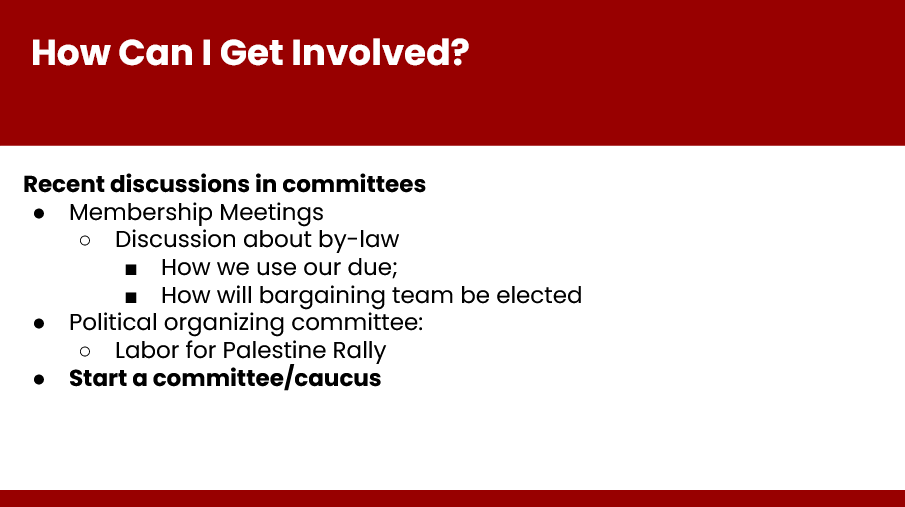 How Can I Get Involved?
Recent discussions in committees
● Membership Meetings
○ Discussion about by-law
■ How we use our due;
■ How will bargaining team be elected
● Political organizing committee:
○ Labor for Palestine Rally
● Start a committee/caucus